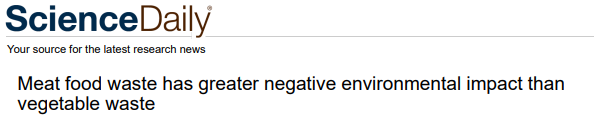 ScienceDaily®
Your source for the latest research news
Meat food waste has greater negative environmental impact than
vegetable waste